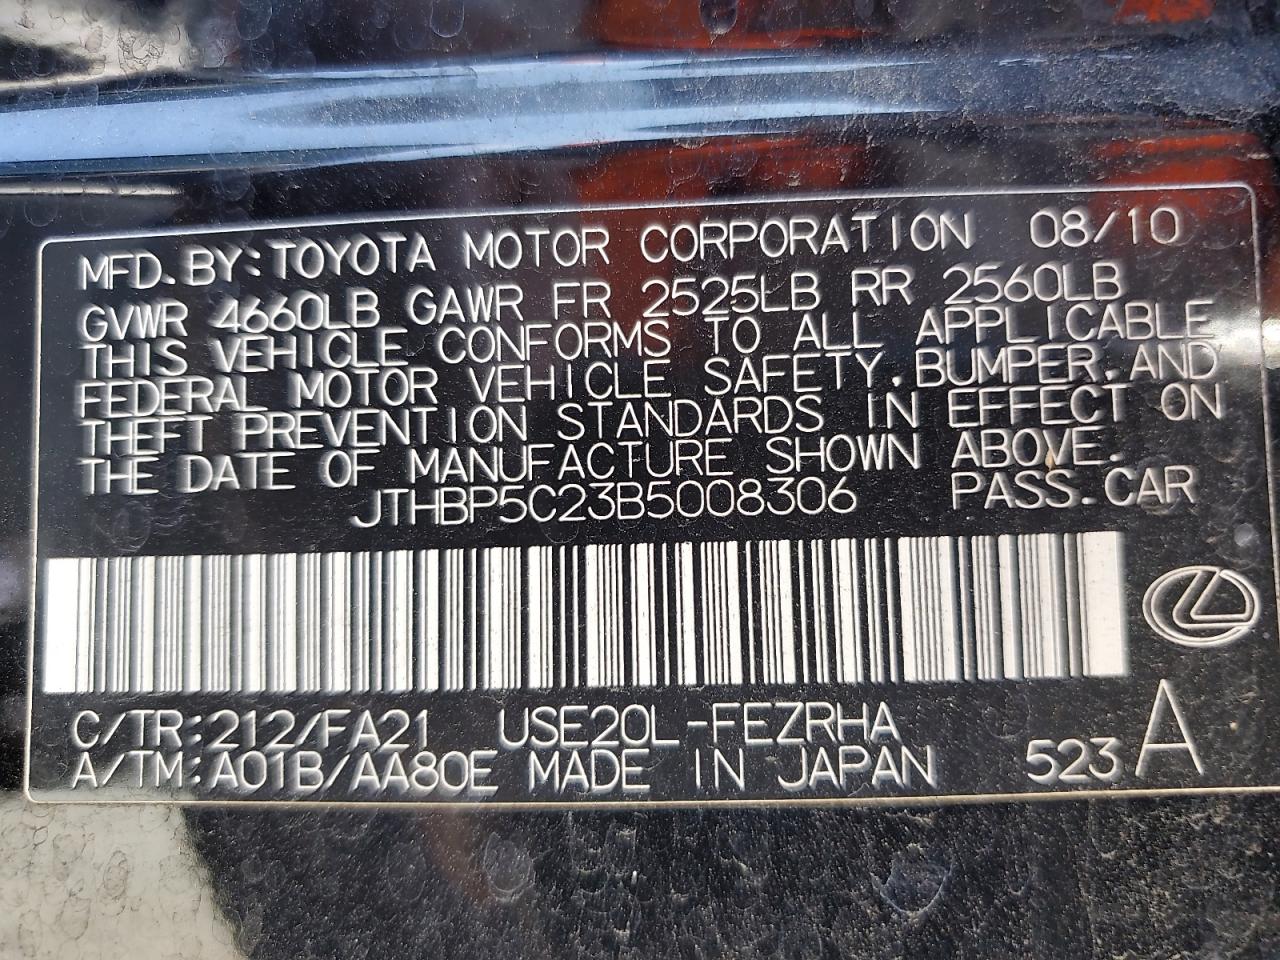 MFD. BY: TOYOTA MOTOR CORPORATION 08/10
GVWR 4660LB GAWR FR 2525LB RR 2560LB
THIS VEHICLE CONFORMS TO ALL APPLICABLE
FEDERAL MOTOR VEHICLE SAFETY, BUMPER, AND
THEFT PREVENTION STANDARDS IN EFFECT ON
THE DATE OF MANUFACTURE SHOWN ABOVE.
JTHBP5C23B5008306 PASS. CAR
C/TR: 212/FA21 USE20L-FEZRHA
A/TM: A01B/AA80E MADE IN JAPAN 523 A